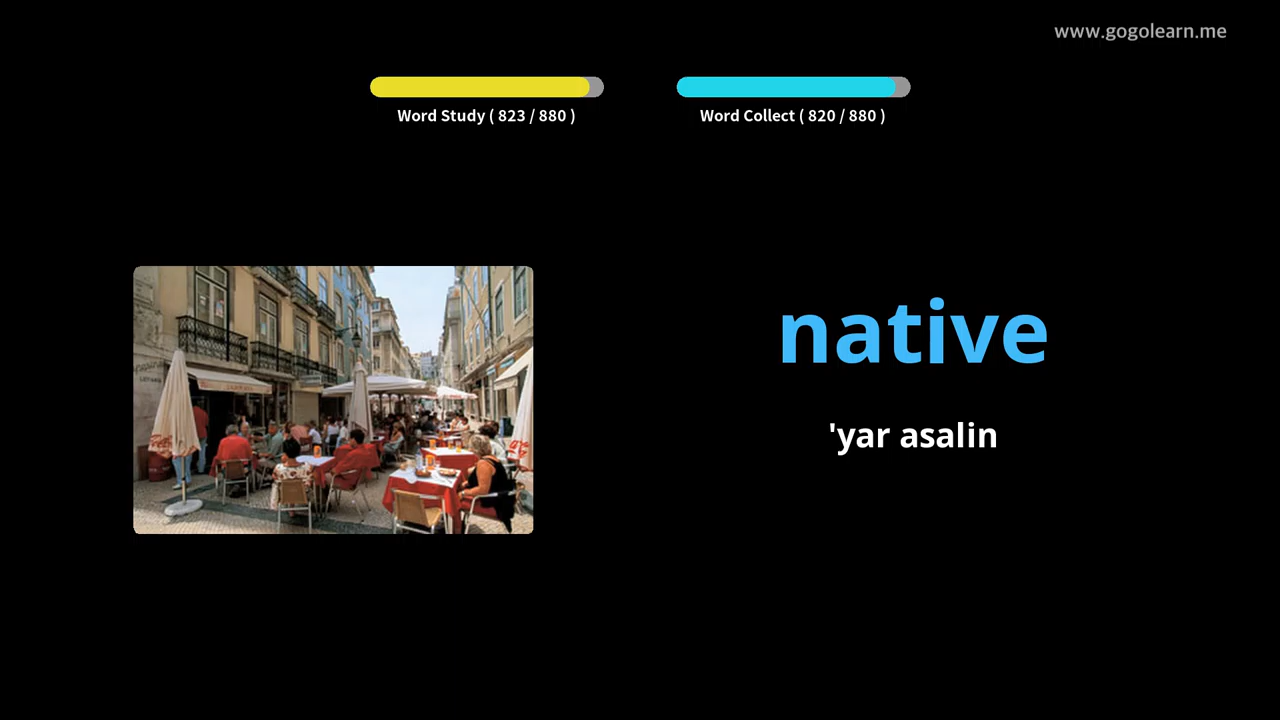 www.gogolearn.me
Word Study ( 823 / 880 )
Word Collect ( 820 / 880 )
native
'yar asalin